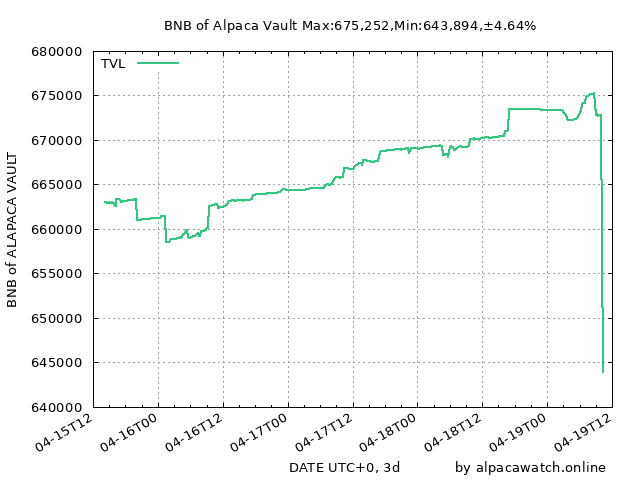 BNB of Alpaca Vault Max:675,252,Min:643,894,±4.64%
680000
TVL
675000
670000
665000
660000
655000
650000
645000
640000
BNB of ALAPACA VAULT
04-15T12
04-16T00
04-16T12
04-17T00
04-17T12
04-18T00
04-18T12
04-19T00
04-19T12
DATE UTC+0, 3d
by alpacawatch.online